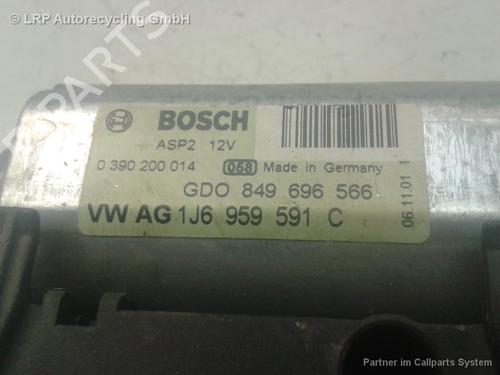 © LRP Autorecycling GmbH
BOSCH
ASP2 12V
0 390 200 014 058 Made in Germany
GDO 849 696 566
VW AG 1J6 959 591 C
06.11.01 1
PARTS
Partner im Callparts System